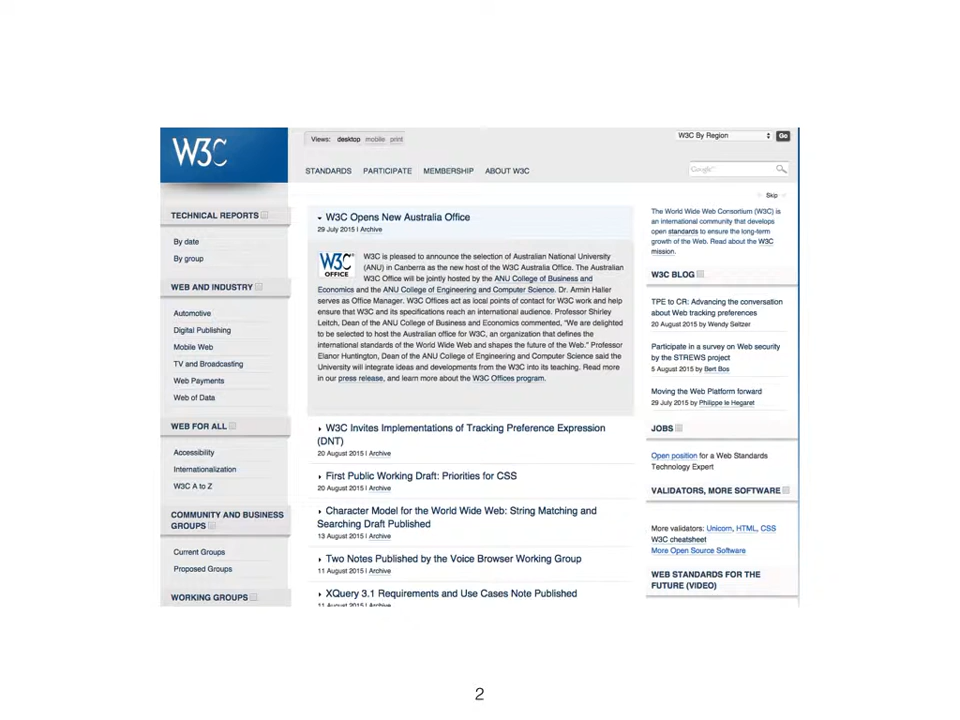 W3C
Views: desktop mobile print
W3C By Region
Go
STANDARDS PARTICIPATE MEMBERSHIP ABOUT W3C
Google™
Skip
TECHNICAL REPORTS
By date
By group
WEB AND INDUSTRY
Automotive
Digital Publishing
Mobile Web
TV and Broadcasting
Web Payments
Web of Data
WEB FOR ALL
Accessibility
Internationalization
W3C A to Z
COMMUNITY AND BUSINESS
GROUPS
Current Groups
Proposed Groups
WORKING GROUPS
W3C Opens New Australia Office
29 July 2015 | Archive
W3C
OFFICE
W3C is pleased to announce the selection of Australian National University
(ANU) in Canberra as the new host of the W3C Australia Office. The Australian
W3C Office will be jointly hosted by the ANU College of Business and
Economics and the ANU College of Engineering and Computer Science. Dr. Armin Haller
serves as Office Manager. W3C Offices act as local points of contact for W3C work and help
ensure that W3C and its specifications reach an international audience. Professor Shirley
Leitch, Dean of the ANU College of Business and Economics commented, "We are delighted
to be selected to host the Australian office for W3C, an organization that defines the
international standards of the World Wide Web and shapes the future of the Web." Professor
Elanor Huntington, Dean of the ANU College of Engineering and Computer Science said the
University will integrate ideas and developments from the W3C into its teaching. Read more
in our press release, and learn more about the W3C Offices program.
W3C Invites Implementations of Tracking Preference Expression
(DNT)
20 August 2015 | Archive
First Public Working Draft: Priorities for CSS
20 August 2015 | Archive
Character Model for the World Wide Web: String Matching and
Searching Draft Published
13 August 2015 | Archive
Two Notes Published by the Voice Browser Working Group
11 August 2015 | Archive
XQuery 3.1 Requirements and Use Cases Note Published
11 August 2015 | Archive
The World Wide Web Consortium (W3C) is
an international community that develops
open standards to ensure the long-term
growth of the Web. Read about the W3C
mission.
W3C BLOG
TPE to CR: Advancing the conversation
about Web tracking preferences
20 August 2015 by Wendy Seltzer
Participate in a survey on Web security
by the STREWS project
5 August 2015 by Bert Bos
Moving the Web Platform forward
29 July 2015 by Philippe le Hegaret
JOBS
Open position for a Web Standards
Technology Expert
VALIDATORS, MORE SOFTWARE
More validators: Unicorn, HTML, CSS
W3C cheatsheet
More Open Source Software
WEB STANDARDS FOR THE
FUTURE (VIDEO)
2